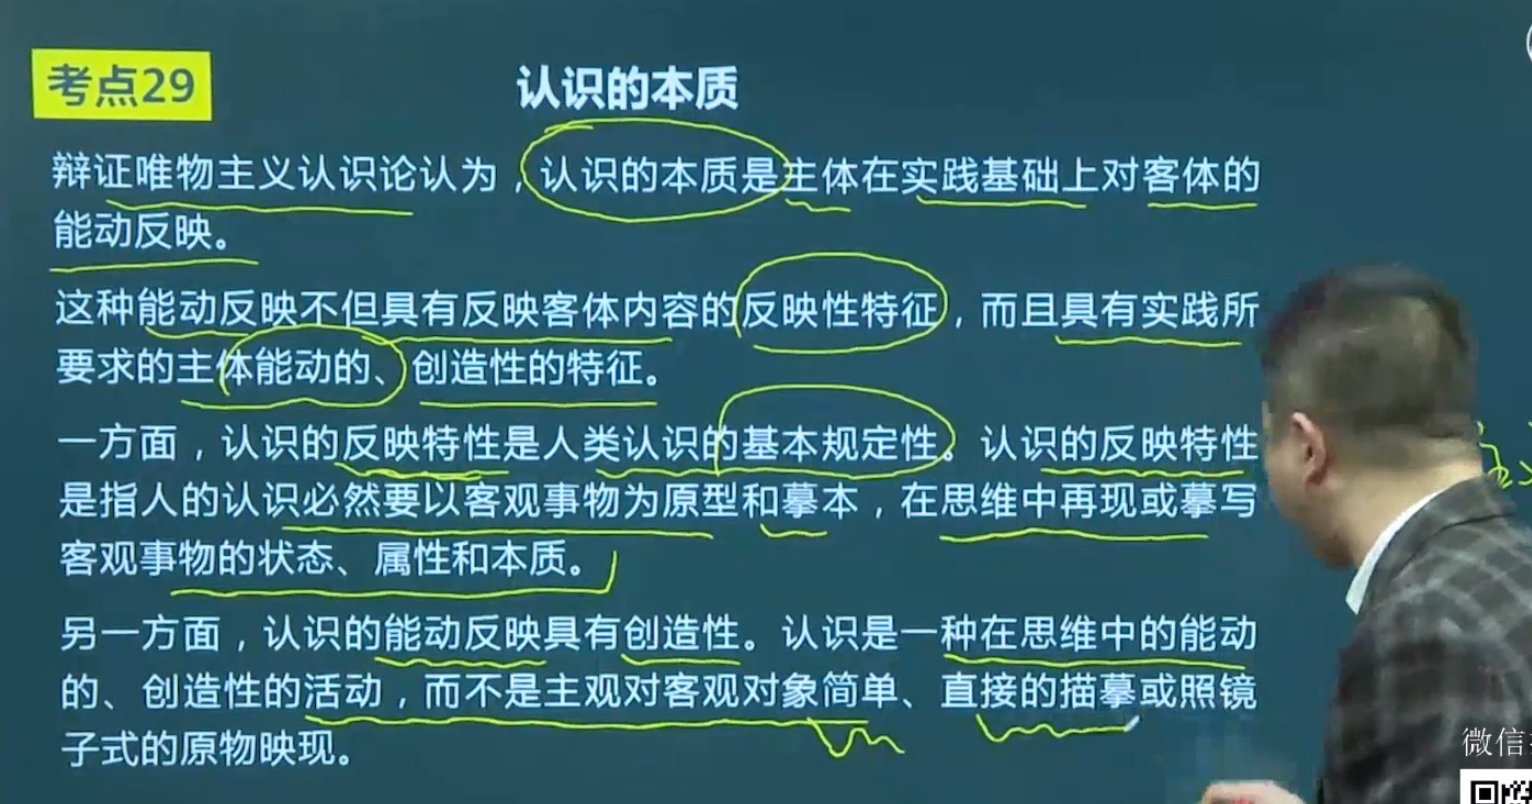 考点29
认识的本质
辩证唯物主义认识论认为，认识的本质是主体在实践基础上对客体的
能动反映。
这种能动反映不但具有反映客体内容的反映性特征，而且具有实践所
要求的主体能动的、创造性的特征。
一方面，认识的反映特性是人类认识的基本规定性。认识的反映特性
是指人的认识必然要以客观事物为原型和摹本，在思维中再现或摹写
客观事物的状态、属性和本质。
另一方面，认识的能动反映具有创造性。认识是一种在思维中的能动
的、创造性的活动，而不是主观对客观对象简单、直接的描摹或照镜
子式的原物映现。
微信